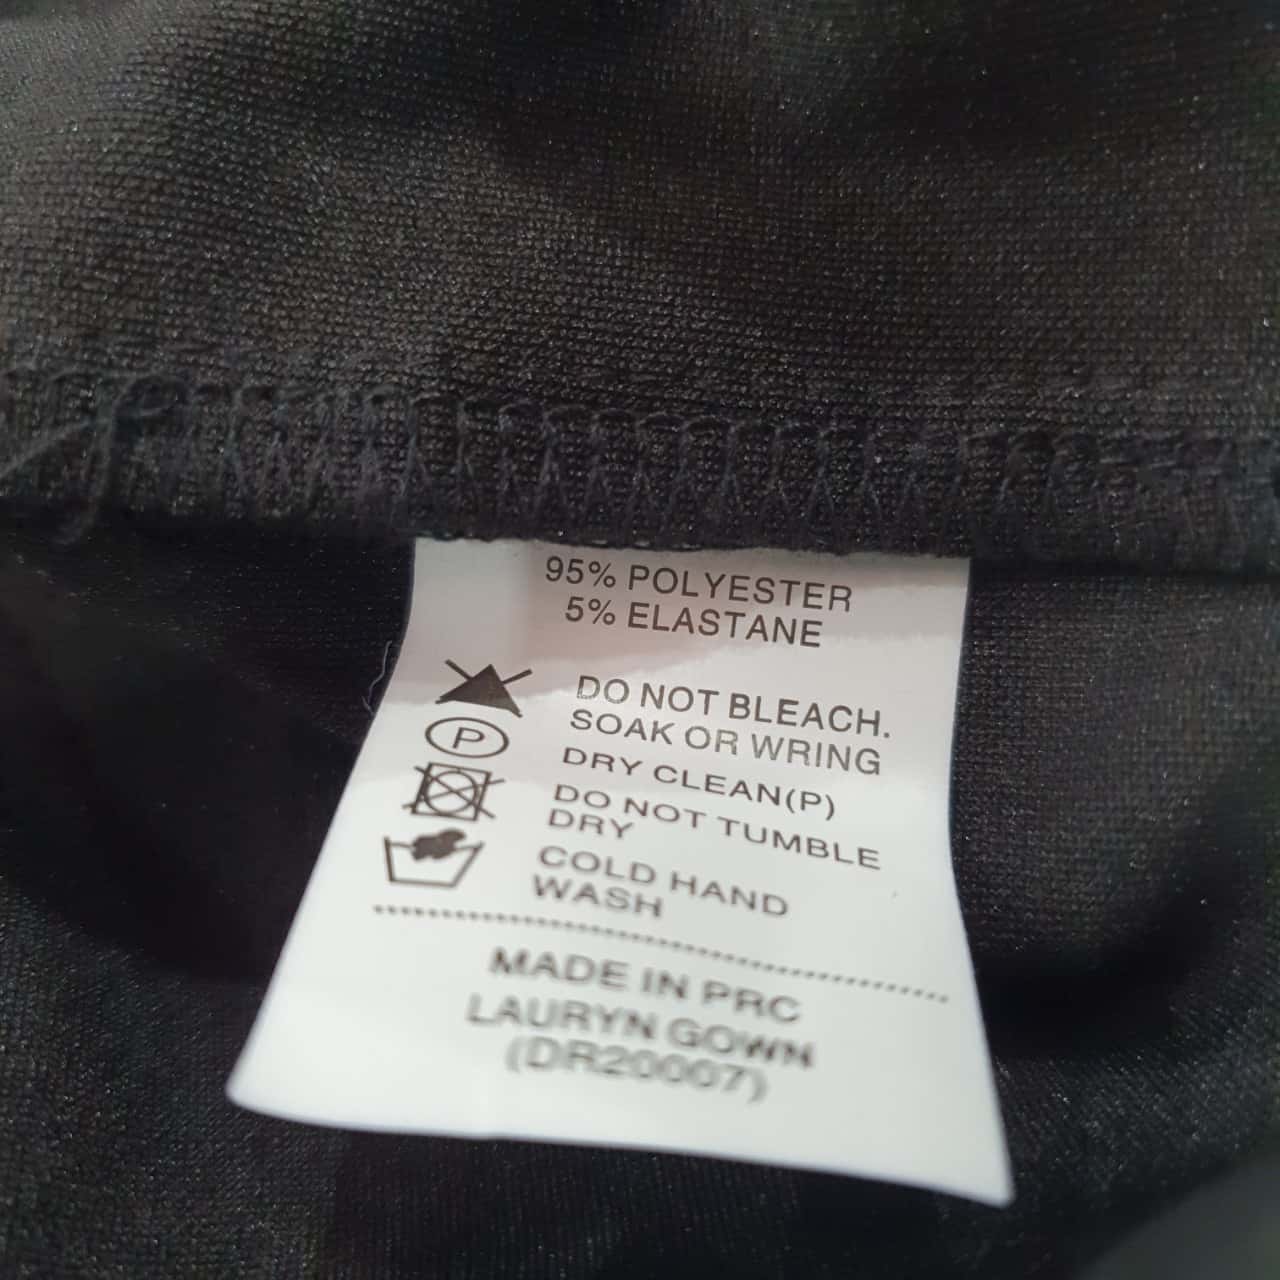 95% POLYESTER
5% ELASTANE
DO NOT BLEACH.
SOAK OR WRING
P
DRY CLEAN(P)
DO NOT TUMBLE
DRY
COLD HAND
WASH
MADE IN PRC
LAURYN GOWN
(DR20007)